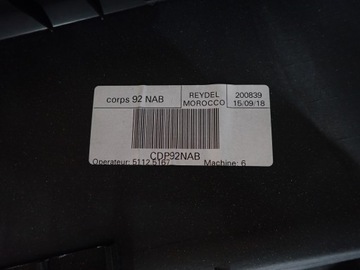 corps 92 NAB
REYDEL
MOROCCO
200839
15/09/18
CDP92NAB
Operateur: 5112 5167 Machine: 6